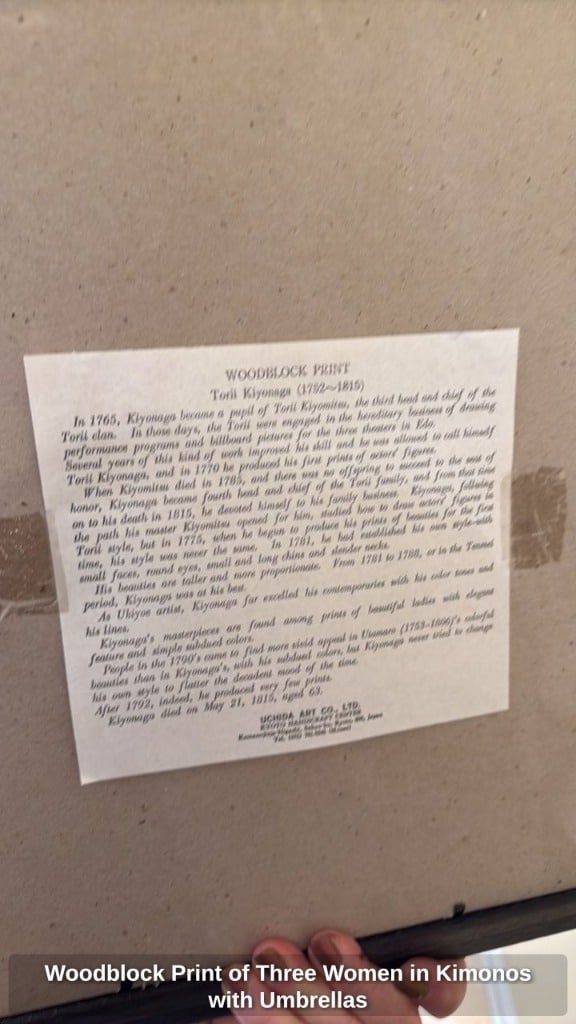 WOODBLOCK PRINT
Torii Kiyonaga (1752~1815)
In 1765, Kiyonaga became a pupil of Torii Kiyomitsu, the third head and chief of the
Torii clan. In those days, the Torii were engaged in the hereditary business of drawing
performance programs and billboard pictures for the three theaters in Edo.
Several years of this kind of work improved his skill and he was allowed to call himself
Torii Kiyonaga, and in 1770 he produced his first prints of actors' figures.
When Kiyomitsu died in 1785, and there was no offspring to succeed to the seat of
honor, Kiyonaga became fourth head and chief of the Torii family, and from that time
on to his death in 1815, he devoted himself to his family business. Kiyonaga, following
the path his master Kiyomitsu opened for him, studied how to draw actors' figures in
Torii style, but in 1775, when he began to produce his prints of beauties for the first
time, his style was never the same. In 1781, he had established his own style-with
small faces, round eyes, small and long chins and slender necks.
His beauties are taller and more proportionate. From 1781 to 1788, or in the Tenmei
period, Kiyonaga was at his best.
As Ukiyoe artist, Kiyonaga far excelled his contemporaries with his color tones and
his lines.
Kiyonaga's masterpieces are found among prints of beautiful ladies with elegant
feature and simple subdued colors.
People in the 1790's came to find more vivid appeal in Utamaro (1753-1806)'s colorful
beauties than in Kiyonaga's, with his subdued colors, but Kiyonaga never tried to change
his own style to flatter the decadent mood of the time.
After 1792, indeed, he produced very few prints.
Kiyonaga died on May 21, 1815, aged 63.
UCHIDA ART CO., LTD.
KYOTO HANDICRAFT CENTRE
Kyoto, Japan
Tel.
Woodblock Print of Three Women in Kimonos
with Umbrellas